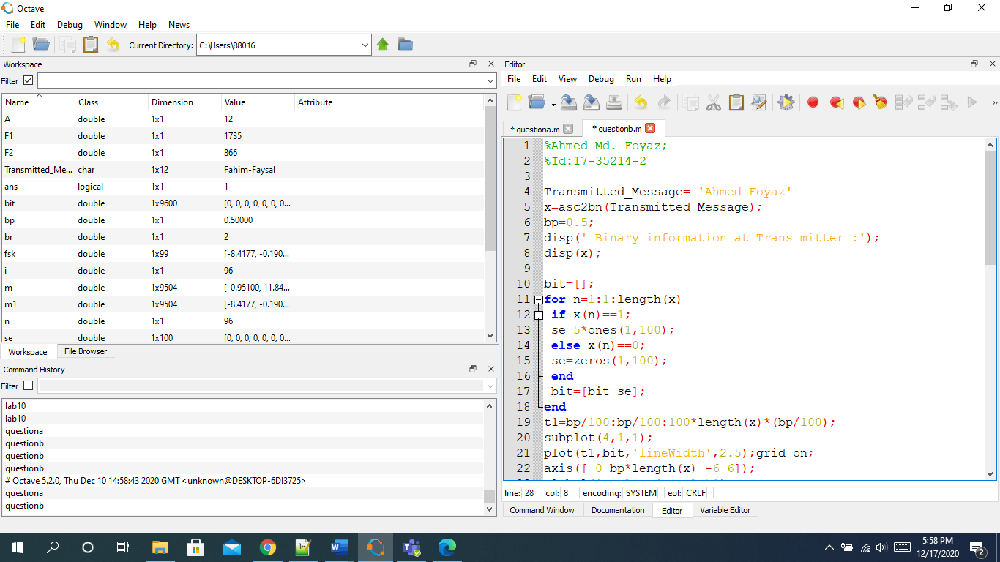 Octave
File Edit Debug Window Help News
Current Directory: C:\Users\88016
Workspace
Filter
Name Class Dimension Value Attribute
A double 1x1 12
F1 double 1x1 1735
F2 double 1x1 866
Transmitted_Me... char 1x12 Fahim-Faysal
ans logical 1x1 1
bit double 1x9600 [0, 0, 0, 0, 0, 0, 0...
bp double 1x1 0.50000
br double 1x1 2
fsk double 1x99 [-8.4177, -0.190...
i double 1x1 96
m double 1x9504 [-0.95100, 11.84...
m1 double 1x9504 [-8.4177, -0.190...
n double 1x1 96
se double 1x100 [0, 0, 0, 0, 0, 0, 0...
Workspace File Browser
Command History
Filter
lab10
lab10
questiona
questionb
questionb
questionb
# Octave 5.2.0, Thu Dec 10 14:58:43 2020 GMT <unknown@DESKTOP-6DI3725>
questiona
questionb
Editor
File Edit View Debug Run Help
* questiona.m * questionb.m
1 %Ahmed Md. Foyaz;
2 %Id:17-35214-2
3
4 Transmitted_Message= 'Ahmed-Foyaz'
5 x=asc2bn(Transmitted_Message);
6 bp=0.5;
7 disp(' Binary information at Trans mitter :');
8 disp(x);
9
10 bit=[];
11 for n=1:1:length(x)
12 if x(n)==1;
13 se=5*ones(1,100);
14 else x(n)==0;
15 se=zeros(1,100);
16 end
17 bit=[bit se];
18 end
19 t1=bp/100:bp/100:100*length(x)*(bp/100);
20 subplot(4,1,1);
21 plot(t1,bit,'lineWidth',2.5);grid on;
22 axis([ 0 bp*length(x) -6 6]);
line: 28 col: 8 encoding: SYSTEM eol: CRLF
Command Window Documentation Editor Variable Editor
5:58 PM
12/17/2020
2